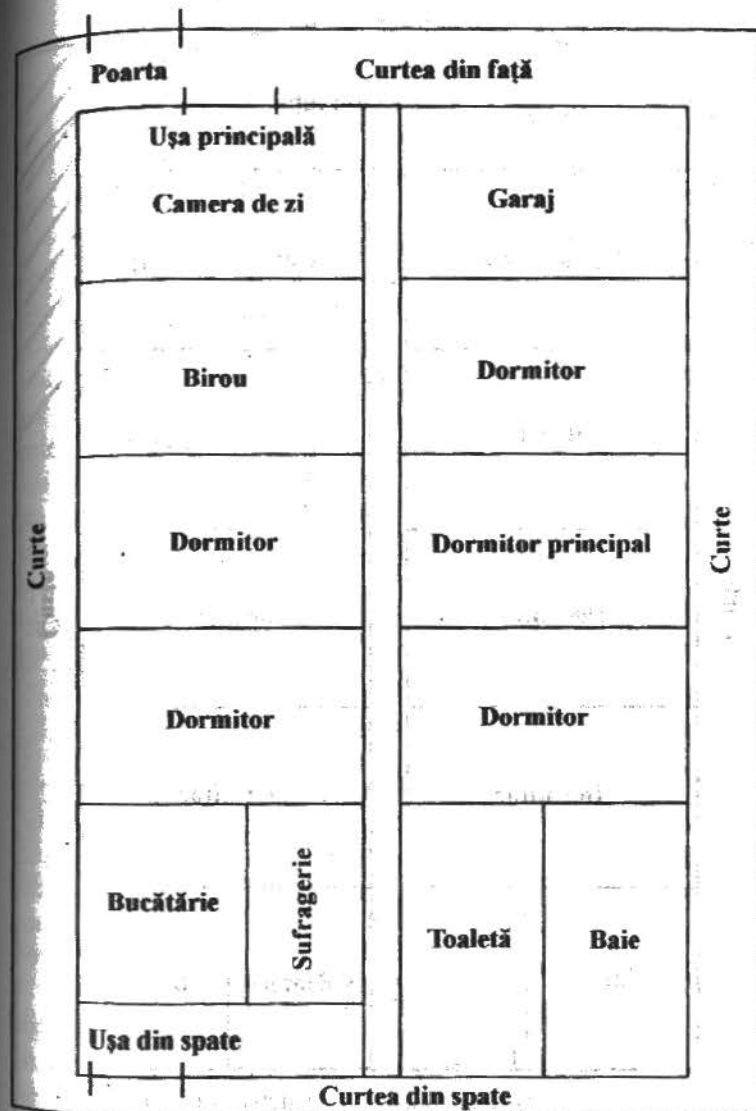 Poarta
Curtea din față
Ușa principală
Camera de zi
Garaj
Birou
Dormitor
Dormitor
Dormitor principal
Curte
Curte
Dormitor
Dormitor
Bucătărie
Sufragerie
Toaletă
Baie
Ușa din spate
Curtea din spate